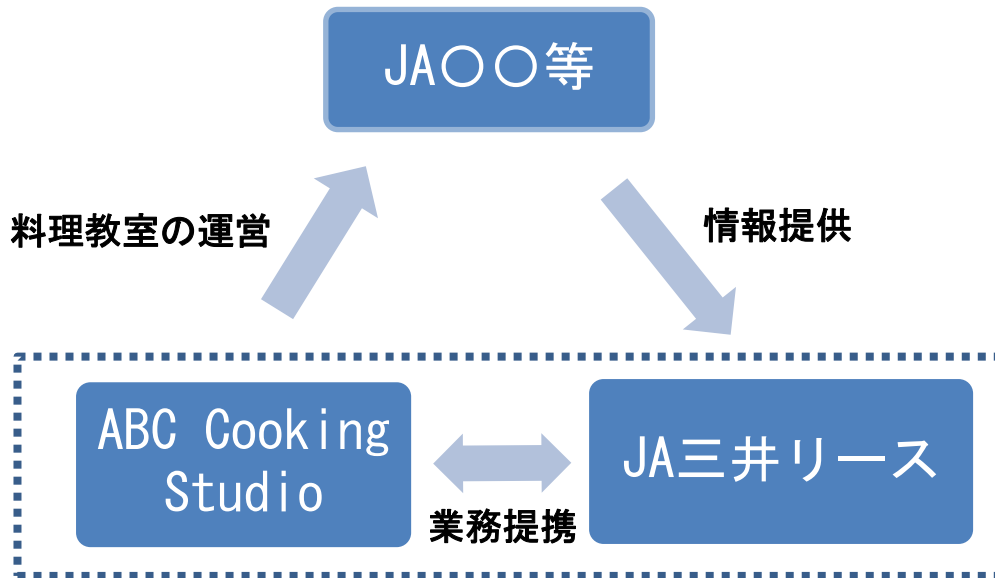 JA○○等
料理教室の運営
情報提供
ABC Cooking
Studio
JA三井リース
業務提携